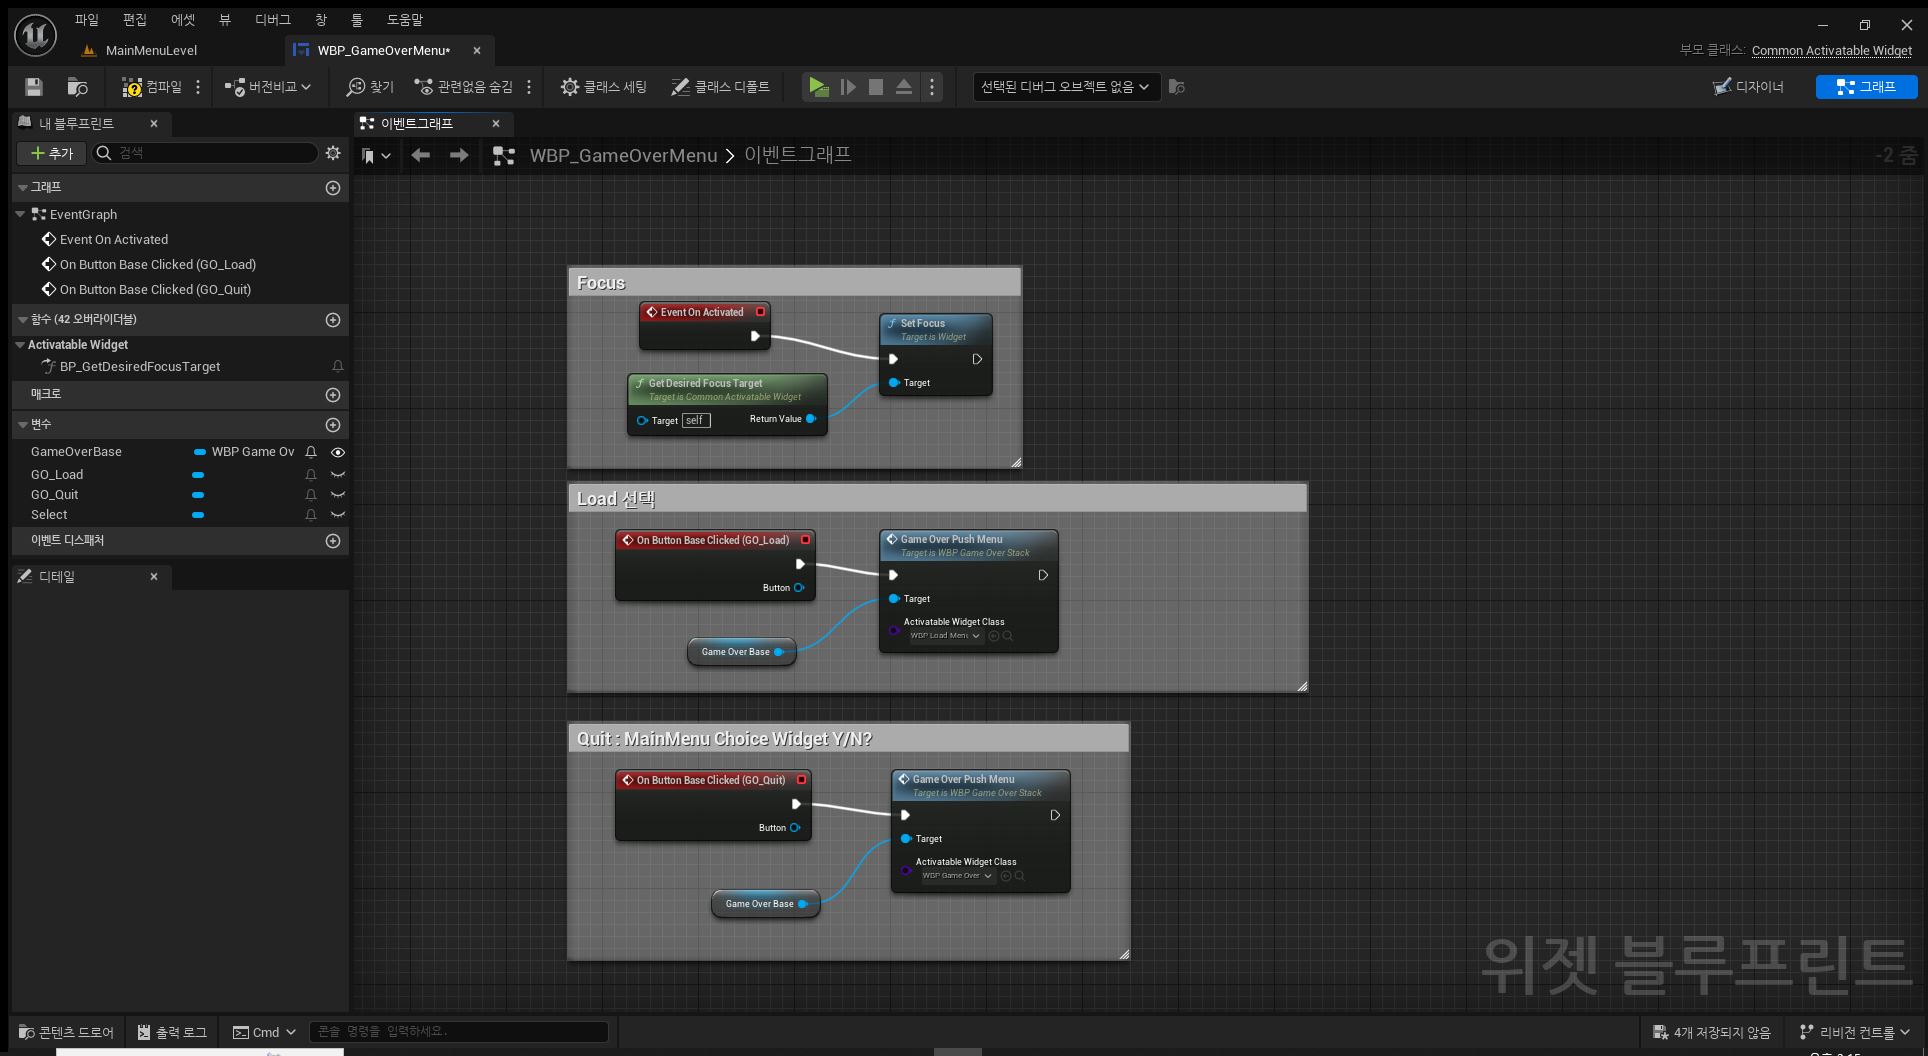 파일 편집 에셋 뷰 디버그 창 툴 도움말
MainMenuLevel
WBP_GameOverMenu*
부모 클래스: Common Activatable Widget
컴파일
버전비교
찾기
관련없음 숨김
클래스 세팅
클래스 디폴트
선택된 디버그 오브젝트 없음
디자이너
그래프
내 블루프린트
이벤트그래프
추가
검색
WBP_GameOverMenu
이벤트그래프
-2 줌
그래프
EventGraph
Event On Activated
On Button Base Clicked (GO_Load)
On Button Base Clicked (GO_Quit)
함수 (42 오버라이더블)
Activatable Widget
BP_GetDesiredFocusTarget
매크로
변수
GameOverBase WBP Game Ov
GO_Load
GO_Quit
Select
이벤트 디스패처
디테일
Focus
Event On Activated
Set Focus
Target is Widget
Target
Get Desired Focus Target
Target is Common Activatable Widget
Target self Return Value
Load 선택
On Button Base Clicked (GO_Load)
Button
Game Over Push Menu
Target is WBP Game Over Stack
Target
Activatable Widget Class
WBP Load Menu
Game Over Base
Quit : MainMenu Choice Widget Y/N?
On Button Base Clicked (GO_Quit)
Button
Game Over Push Menu
Target is WBP Game Over Stack
Target
Activatable Widget Class
WBP Game Over
Game Over Base
위젯 블루프린트
콘텐츠 드로어
출력 로그
Cmd
콘솔 명령을 입력하세요.
4개 저장되지 않음
리비전 컨트롤